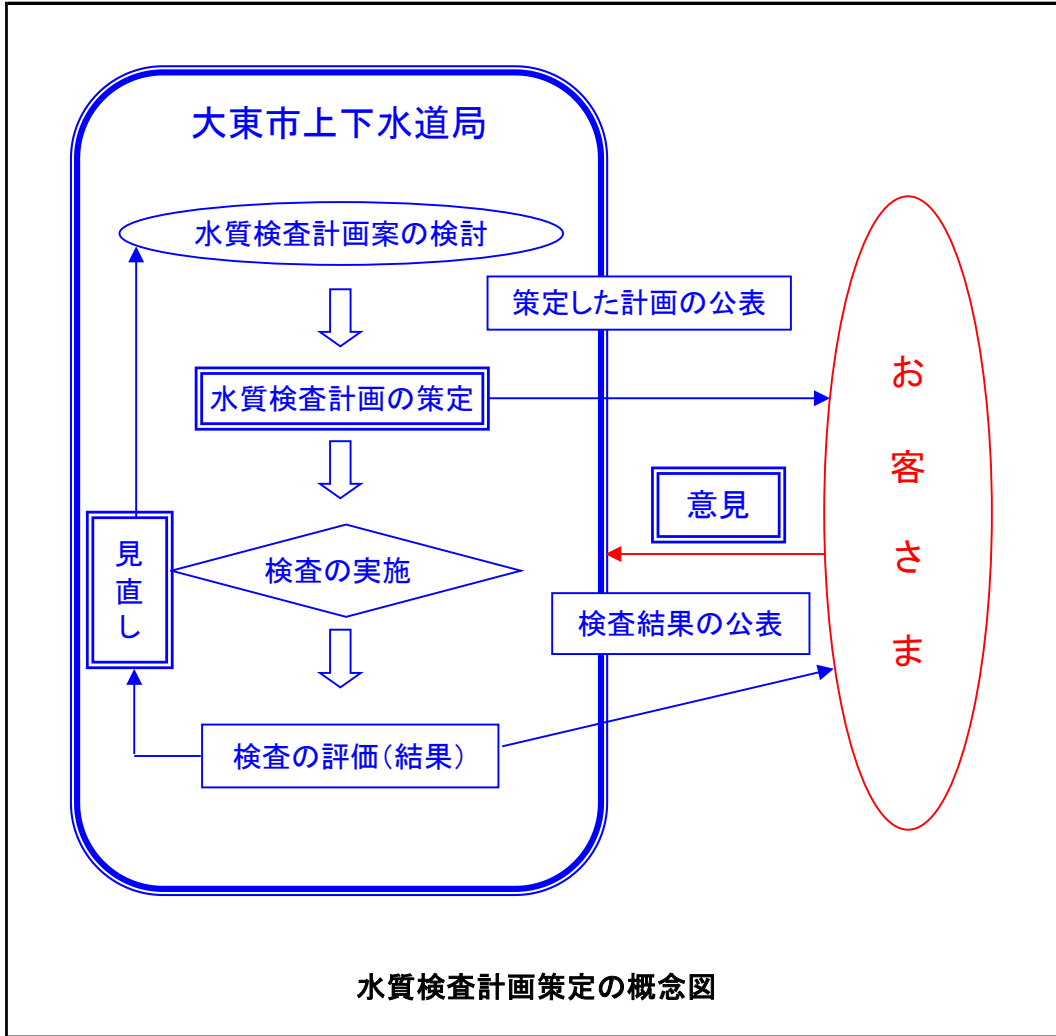 大東市上下水道局
水質検査計画案の検討
策定した計画の公表
水質検査計画の策定
お客さま
意見
見直し
検査の実施
検査結果の公表
検査の評価(結果)
水質検査計画策定の概念図